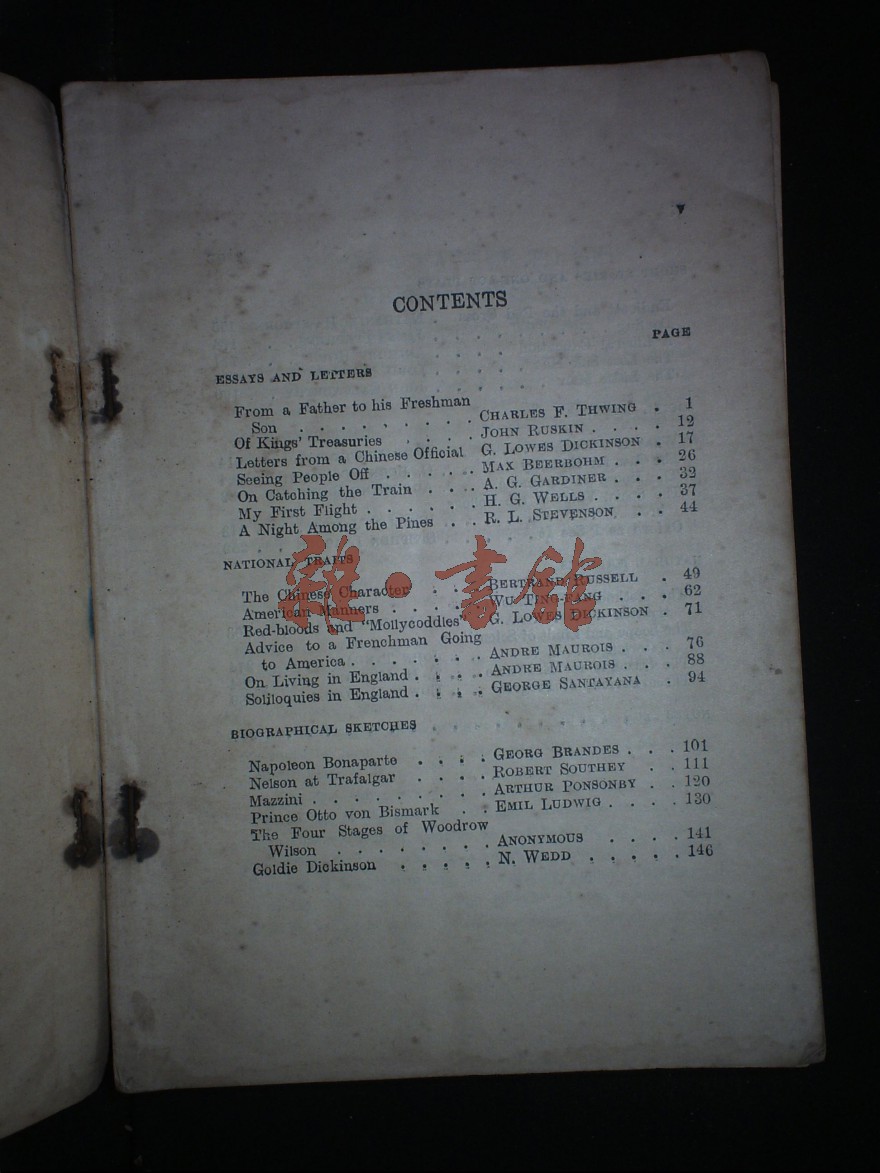 v
CONTENTS
PAGE
ESSAYS AND LETTERS
From a Father to his Freshman
Son . . . . . . . . CHARLES F. THWING . 1
Of Kings' Treasuries . . . . JOHN RUSKIN . . . . 12
Letters from a Chinese Official G. LOWES DICKINSON . 17
Seeing People Off . . . . . MAX BEERBOHM . . . 26
On Catching the Train . . . A. G. GARDINER . . . 32
My First Flight . . . . . . H. G. WELLS . . . . 37
A Night Among the Pines . . R. L. STEVENSON . . 44
NATIONAL TRAITS
The Chinese Character . . . BERTRAND RUSSELL . 49
American Manners . . . . . WU TING-FANG . . . 62
Red-bloods and "Mollycoddles" G. LOWES DICKINSON . 71
Advice to a Frenchman Going
to America . . . . . . . ANDRE MAUROIS . . . 76
On Living in England . . . . ANDRE MAUROIS . . . 88
Soliloquies in England . . . . GEORGE SANTAYANA . 94
BIOGRAPHICAL SKETCHES
Napoleon Bonaparte . . . . GEORG BRANDES . . . 101
Nelson at Trafalgar . . . . ROBERT SOUTHEY . . 111
Mazzini . . . . . . . . . ARTHUR PONSONBY . . 120
Prince Otto von Bismark . . EMIL LUDWIG . . . . 130
The Four Stages of Woodrow
Wilson . . . . . . . . ANONYMOUS . . . . 141
Goldie Dickinson . . . . . N. WEDD . . . . . 146
雜·書館